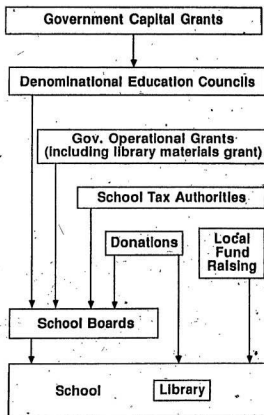 Government Capital Grants
Denominational Education Councils
Gov. Operational Grants
(including library materials grant)
School Tax Authorities
Donations
Local
Fund
Raising
School Boards
School
Library